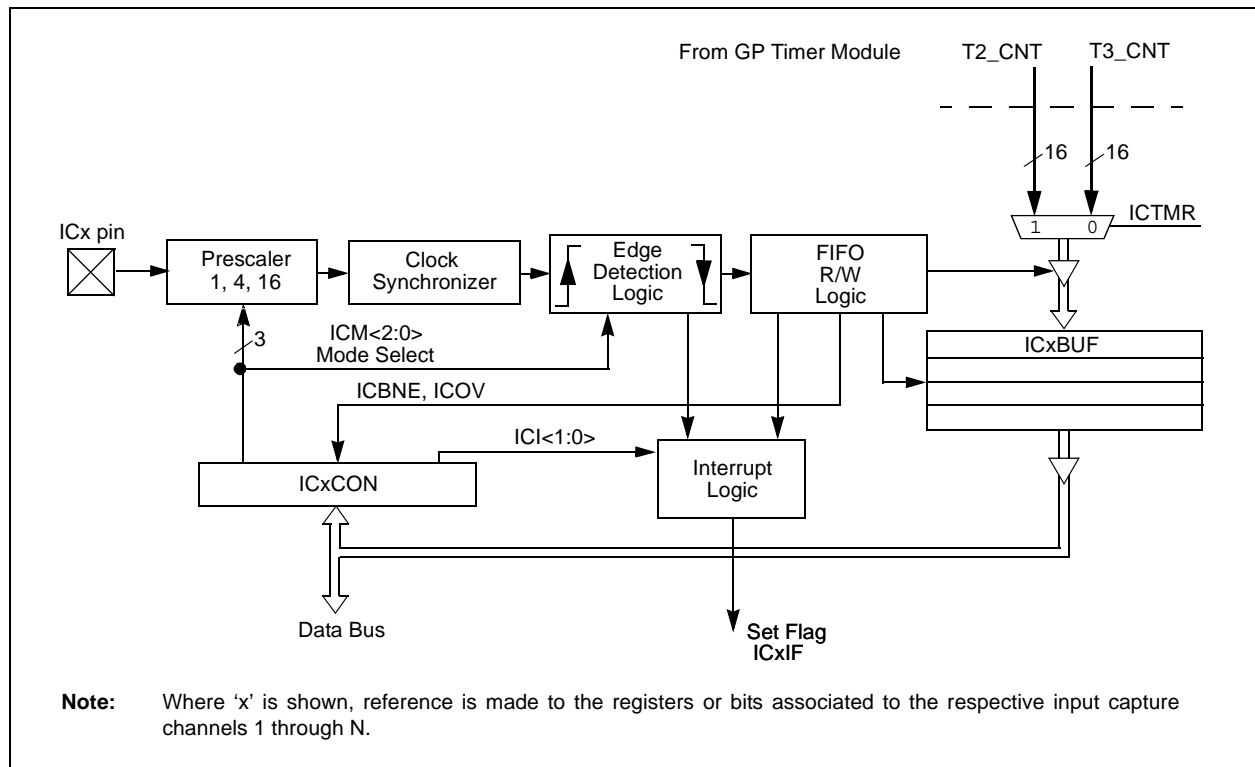 From GP Timer Module
T2_CNT
T3_CNT
16
16
1
0
ICTMR
ICx pin
Prescaler
1, 4, 16
Clock
Synchronizer
Edge
Detection
Logic
FIFO
R/W
Logic
3
ICM<2:0>
Mode Select
ICxBUF
ICBNE, ICOV
ICI<1:0>
Interrupt
Logic
ICxCON
Data Bus
Set Flag
ICxIF
Note: Where ‘x’ is shown, reference is made to the registers or bits associated to the respective input capture
channels 1 through N.